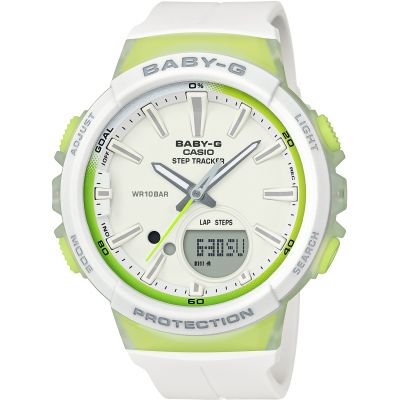 BABY-G
ADJUST
LIGHT
MODE
SEARCH
PROTECTION
0%
GOAL
20
40
60
80
BABY-G
CASIO
STEP TRACKER
WR10BAR
LAP STEPS